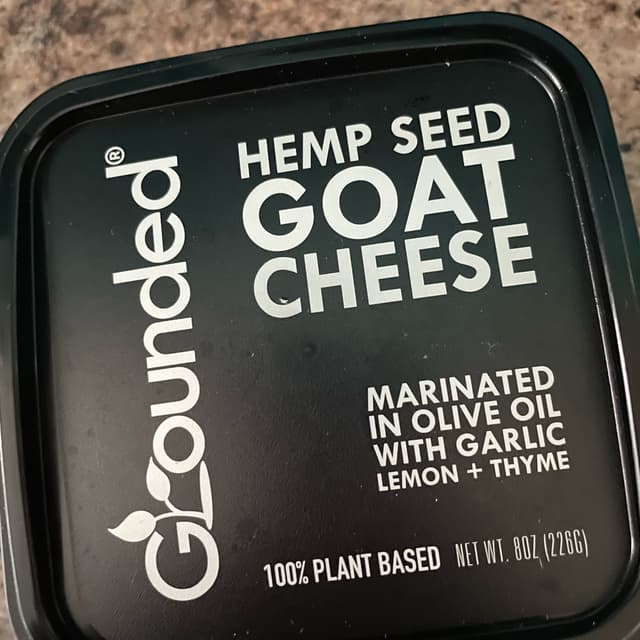 Grounded®
HEMP SEED
GOAT
CHEESE
MARINATED
IN OLIVE OIL
WITH GARLIC
LEMON + THYME
100% PLANT BASED NET WT. 8OZ (226G)